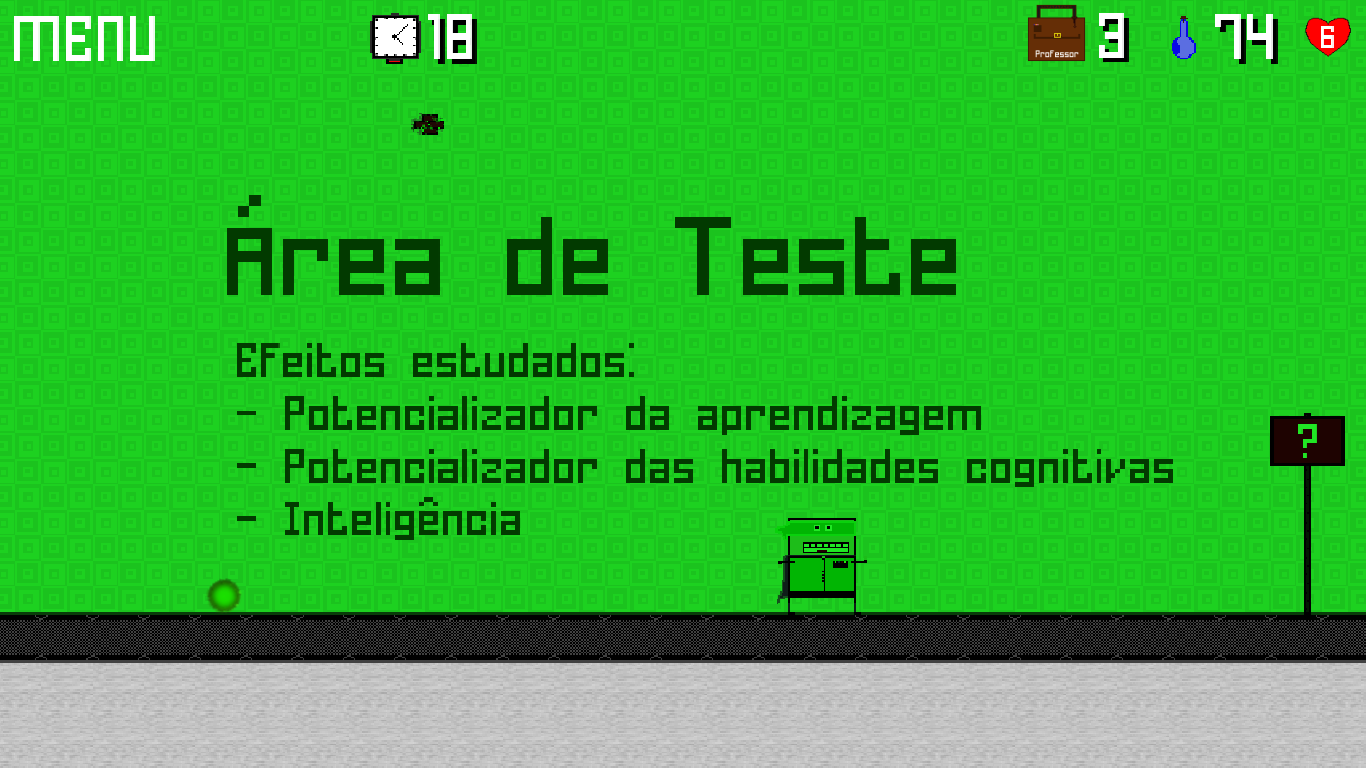 MENU 18 3 74 6
Professor
Área de Teste
Efeitos estudados:
- Potencializador da aprendizagem
- Potencializador das habilidades cognitivas
?
- Inteligência